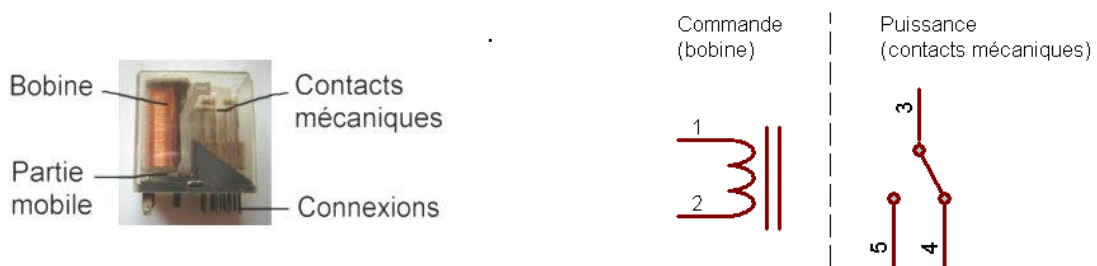 Bobine
Partie
mobile
Contacts
mécaniques
Connexions
.
Commande
(bobine)
1
2
Puissance
(contacts mécaniques)
3
5
4